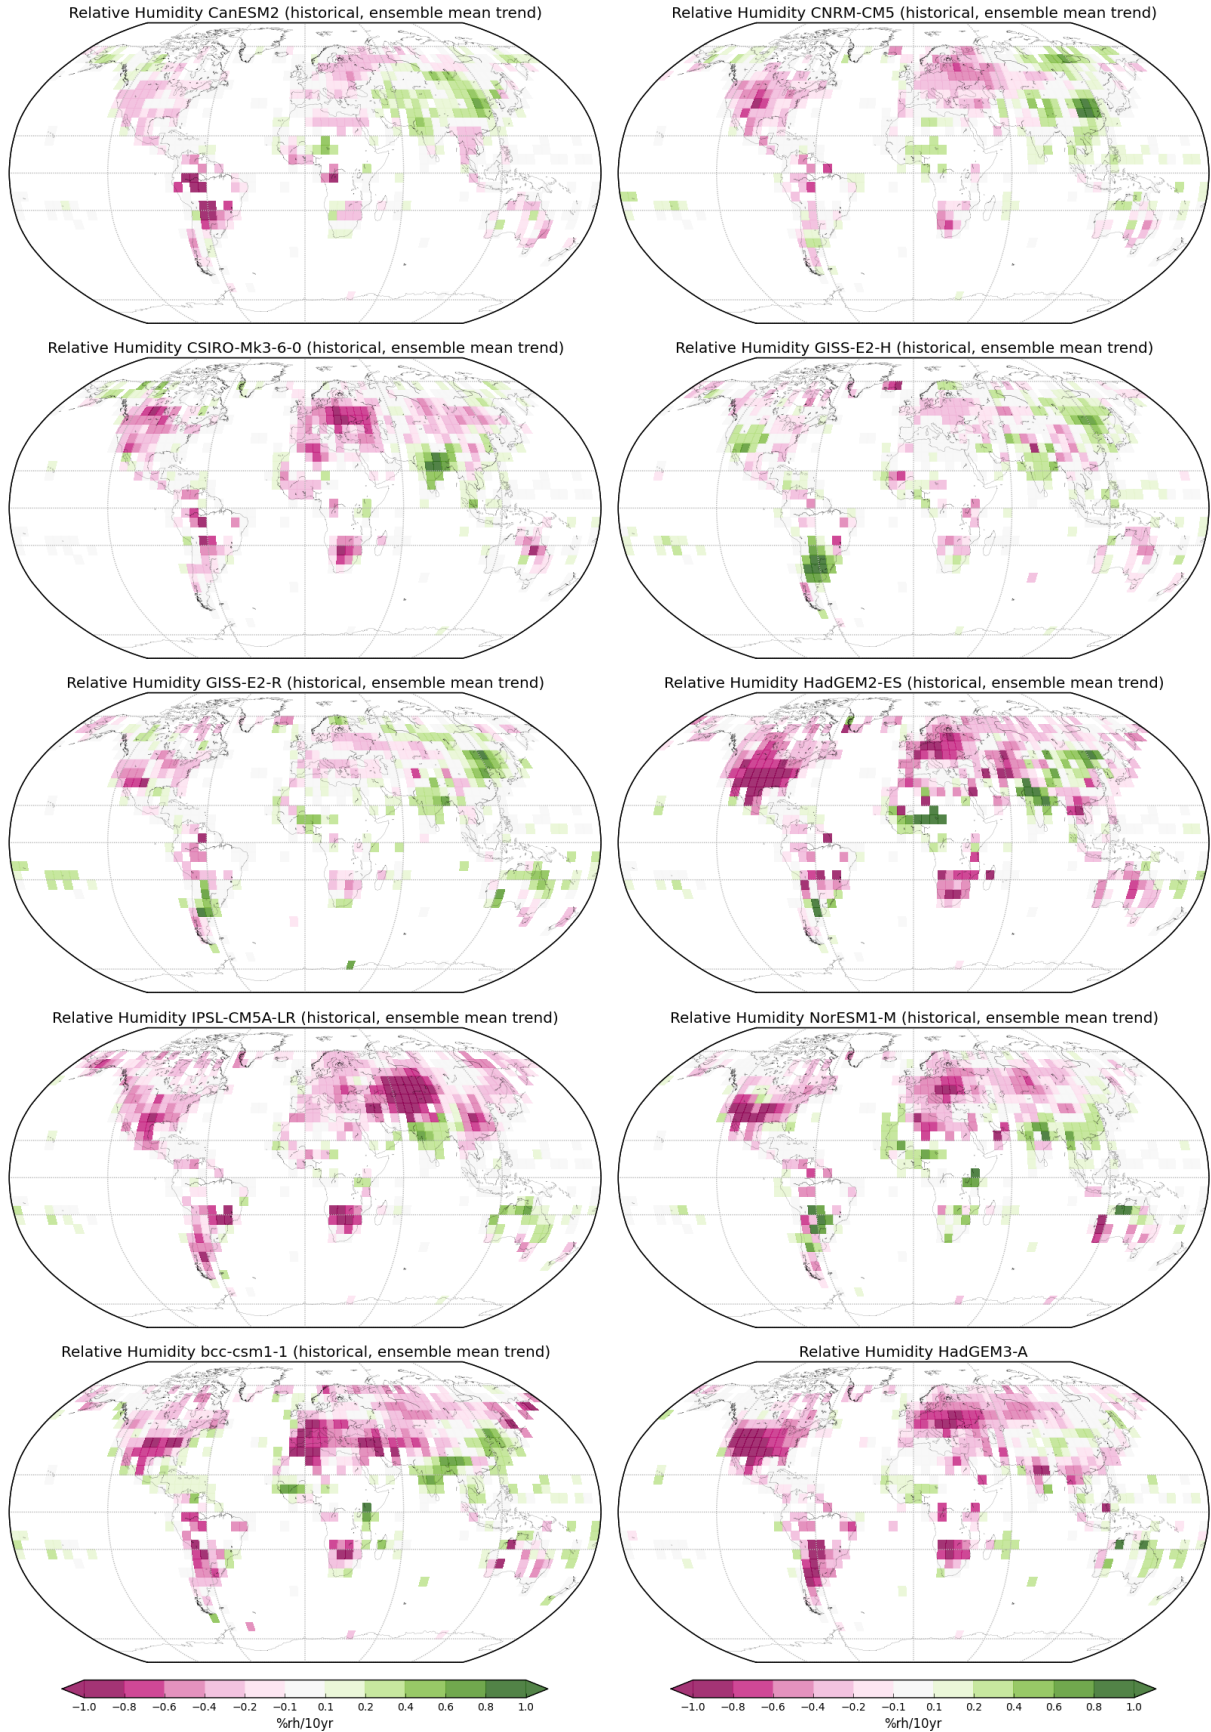 Relative Humidity CanESM2 (historical, ensemble mean trend)
Relative Humidity CNRM-CM5 (historical, ensemble mean trend)
Relative Humidity CSIRO-Mk3-6-0 (historical, ensemble mean trend)
Relative Humidity GISS-E2-H (historical, ensemble mean trend)
Relative Humidity GISS-E2-R (historical, ensemble mean trend)
Relative Humidity HadGEM2-ES (historical, ensemble mean trend)
Relative Humidity IPSL-CM5A-LR (historical, ensemble mean trend)
Relative Humidity NorESM1-M (historical, ensemble mean trend)
Relative Humidity bcc-csm1-1 (historical, ensemble mean trend)
Relative Humidity HadGEM3-A
−1.0 −0.8 −0.6 −0.4 −0.2 −0.1 0.1 0.2 0.4 0.6 0.8 1.0
%rh/10yr
−1.0 −0.8 −0.6 −0.4 −0.2 −0.1 0.1 0.2 0.4 0.6 0.8 1.0
%rh/10yr